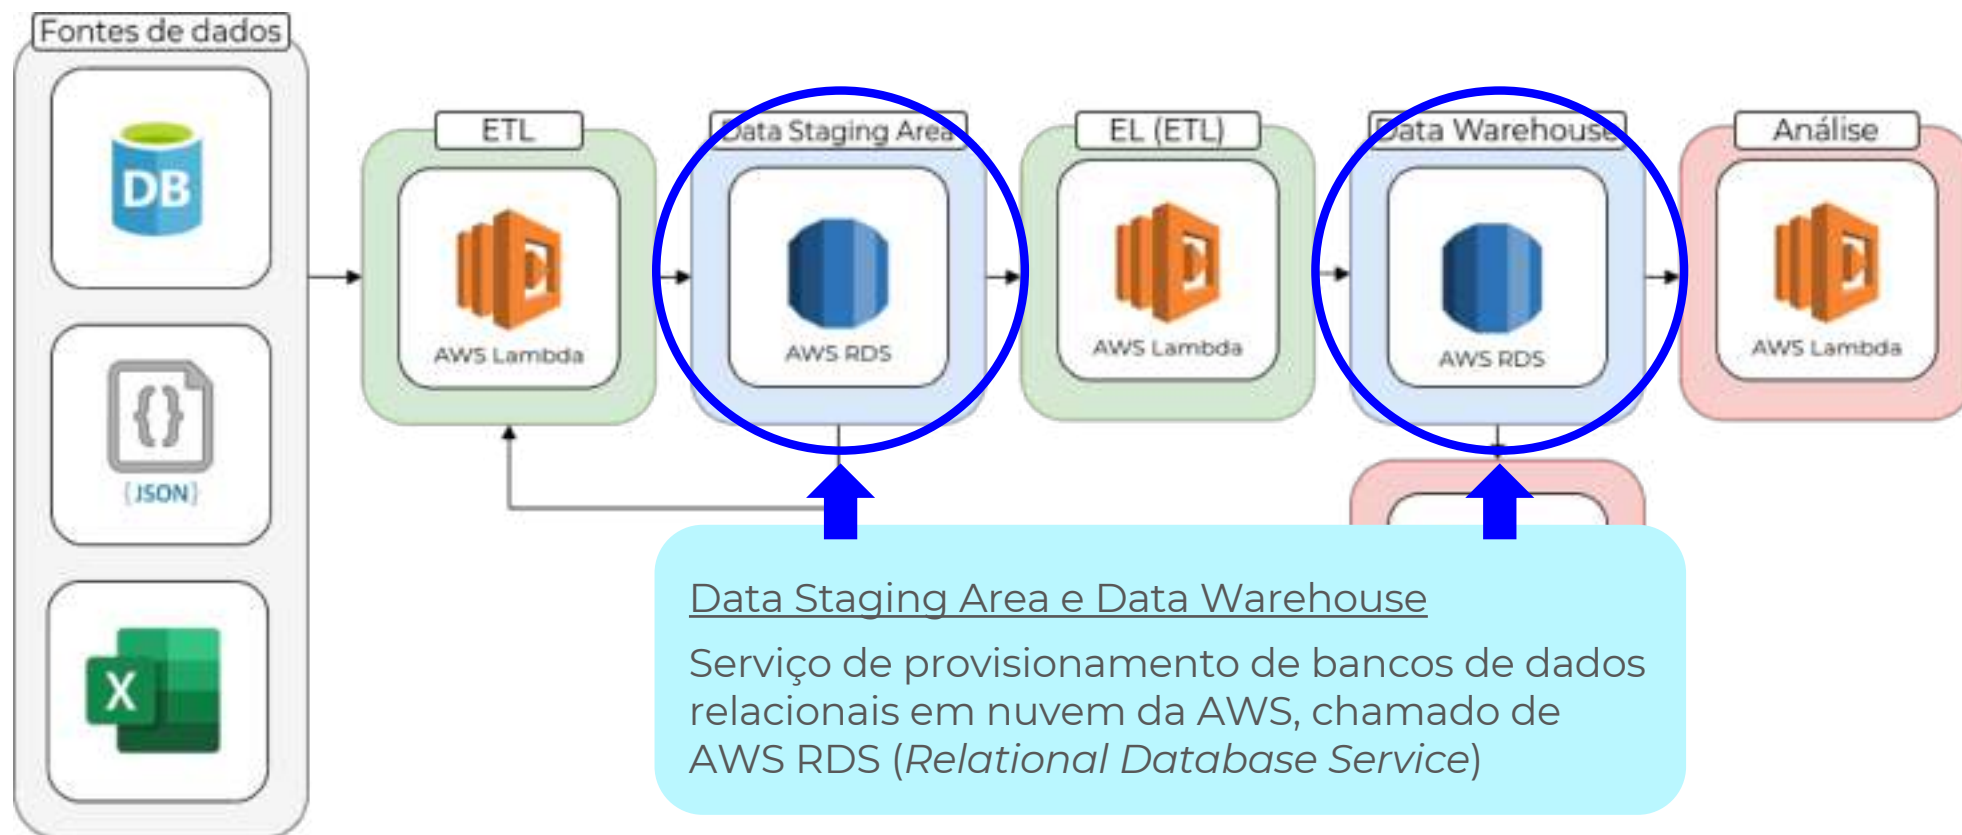 Fontes de dados
DB
{}
{JSON}
X
ETL
AWS Lambda
Data Staging Area
AWS RDS
EL (ETL)
AWS Lambda
Data Warehouse
AWS RDS
Análise
AWS Lambda
Data Staging Area e Data Warehouse
Serviço de provisionamento de bancos de dados
relacionais em nuvem da AWS, chamado de
AWS RDS (Relational Database Service)